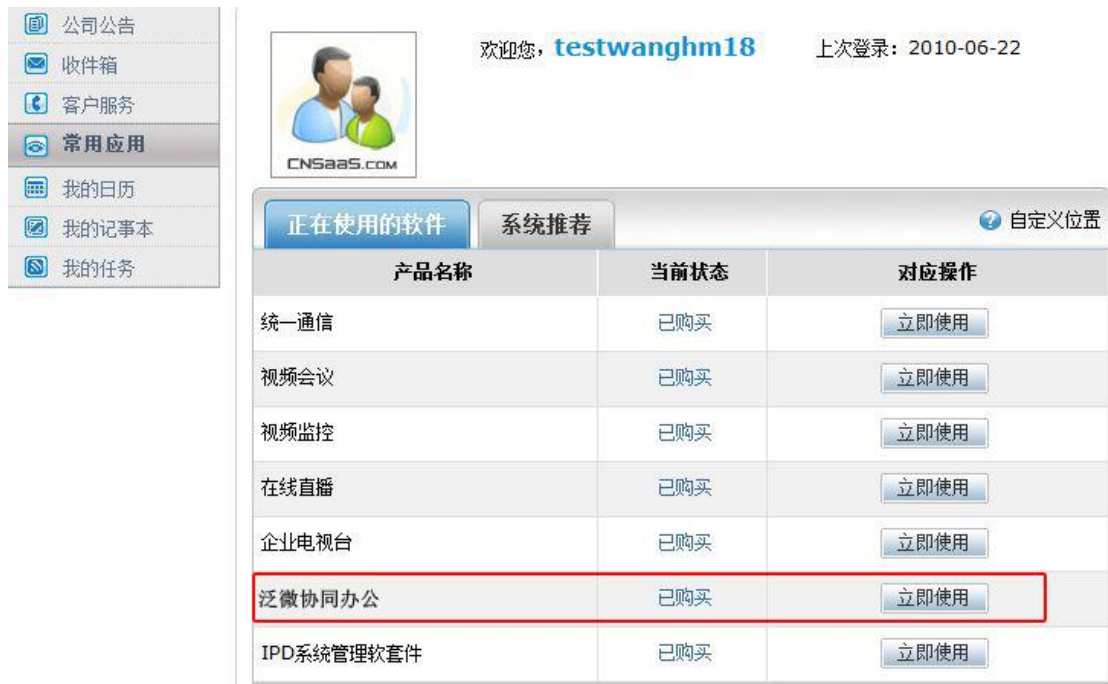 公司公告
收件箱
客户服务
常用应用
我的日历
我的记事本
我的任务
CNSaaS.COM
欢迎您，testwanghm18 上次登录：2010-06-22
正在使用的软件 系统推荐 自定义位置
产品名称 当前状态 对应操作
统一通信 已购买 立即使用
视频会议 已购买 立即使用
视频监控 已购买 立即使用
在线直播 已购买 立即使用
企业电视台 已购买 立即使用
泛微协同办公 已购买 立即使用
IPD系统管理软套件 已购买 立即使用